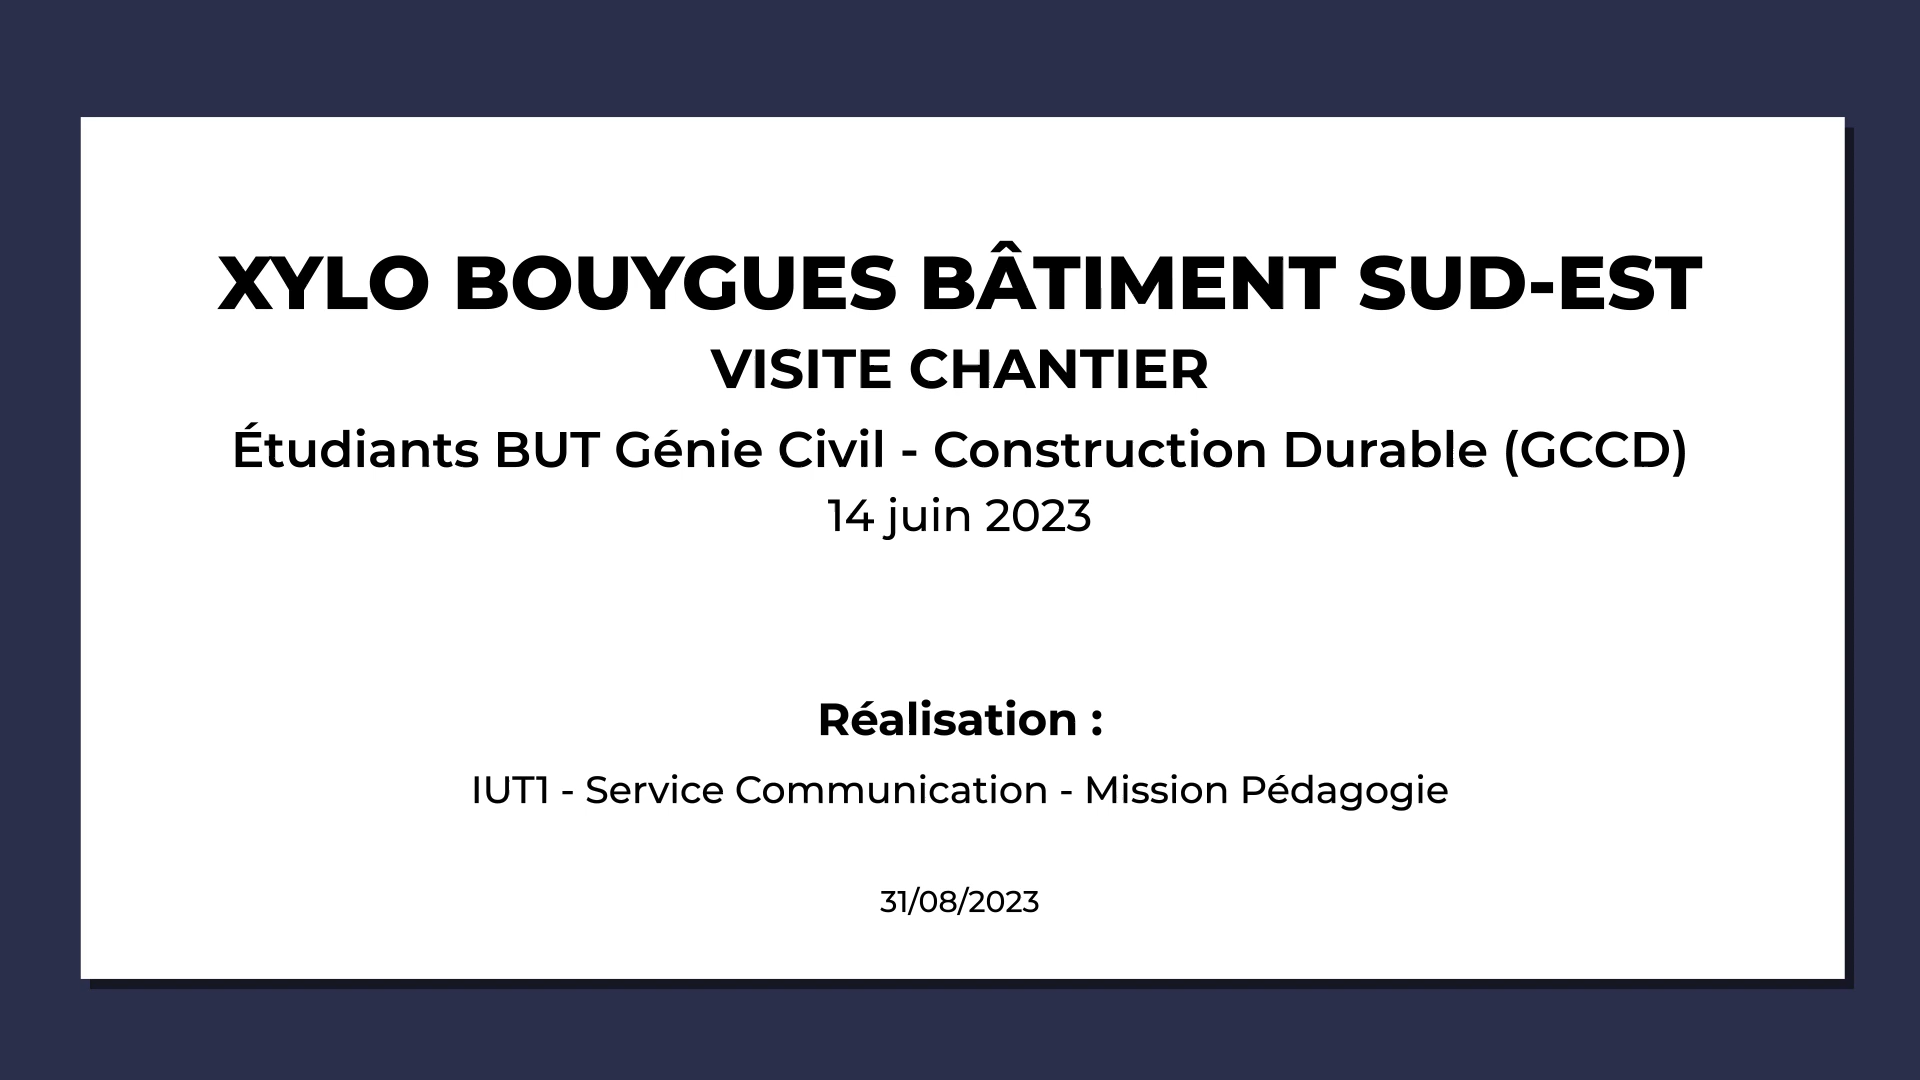 XYLO BOUYGUES BÂTIMENT SUD-EST
VISITE CHANTIER
Étudiants BUT Génie Civil - Construction Durable (GCCD)
14 juin 2023
Réalisation :
IUT1 - Service Communication - Mission Pédagogie
31/08/2023